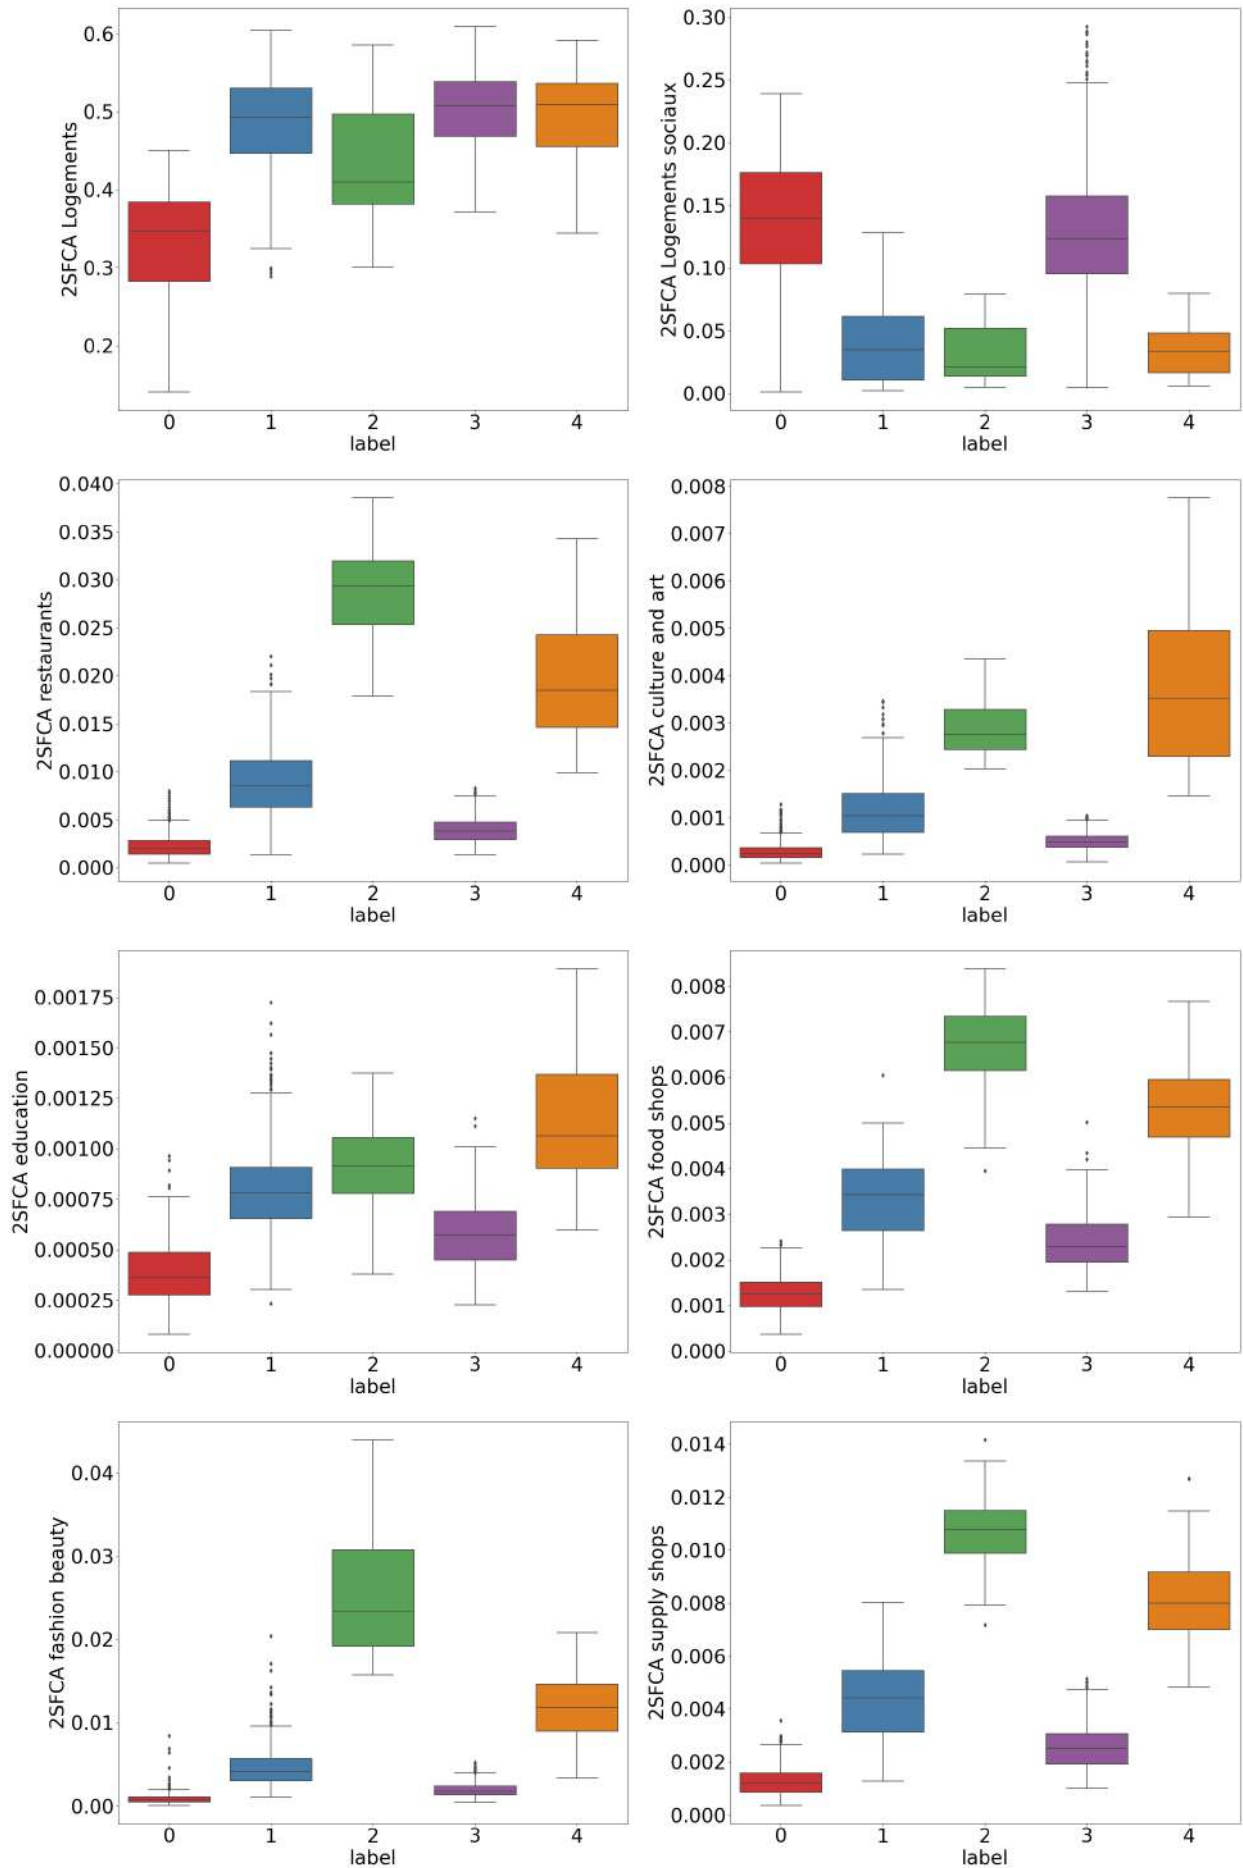 2SFCA Logements
0.6
0.5
0.4
0.3
0.2
0 1 2 3 4
label
2SFCA Logements sociaux
0.30
0.25
0.20
0.15
0.10
0.05
0.00
0 1 2 3 4
label
2SFCA restaurants
0.040
0.035
0.030
0.025
0.020
0.015
0.010
0.005
0.000
0 1 2 3 4
label
2SFCA culture and art
0.008
0.007
0.006
0.005
0.004
0.003
0.002
0.001
0.000
0 1 2 3 4
label
2SFCA education
0.00175
0.00150
0.00125
0.00100
0.00075
0.00050
0.00025
0.00000
0 1 2 3 4
label
2SFCA food shops
0.008
0.007
0.006
0.005
0.004
0.003
0.002
0.001
0.000
0 1 2 3 4
label
2SFCA fashion beauty
0.04
0.03
0.02
0.01
0.00
0 1 2 3 4
label
2SFCA supply shops
0.014
0.012
0.010
0.008
0.006
0.004
0.002
0.000
0 1 2 3 4
label